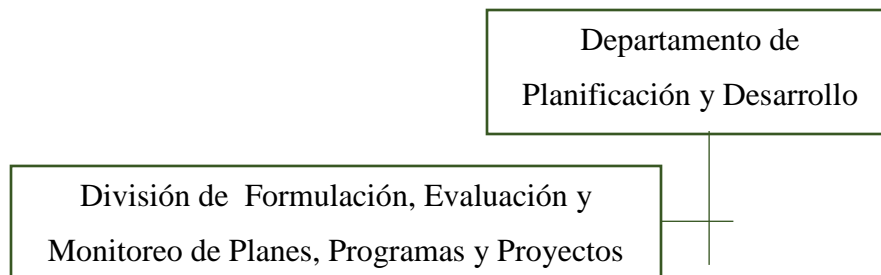 Departamento de
Planificación y Desarrollo
División de Formulación, Evaluación y
Monitoreo de Planes, Programas y Proyectos